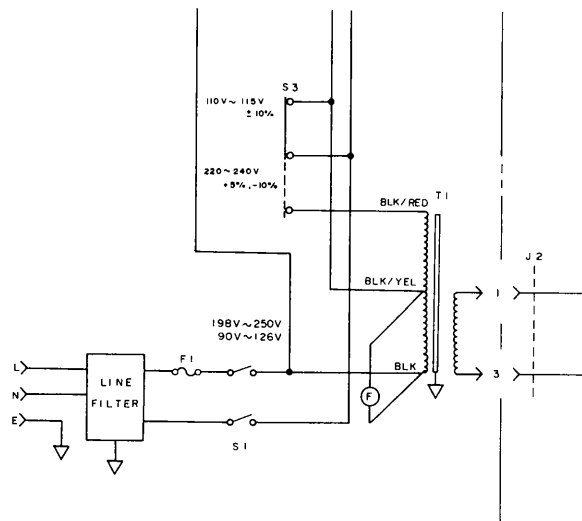 S3
110V~115V
±10%
220~240V
+5%,-10%
BLK/RED
T1
BLK/YEL
J2
1
198V~250V
90V~126V
L
F1
BLK
3
N
LINE
FILTER
F
E
S1